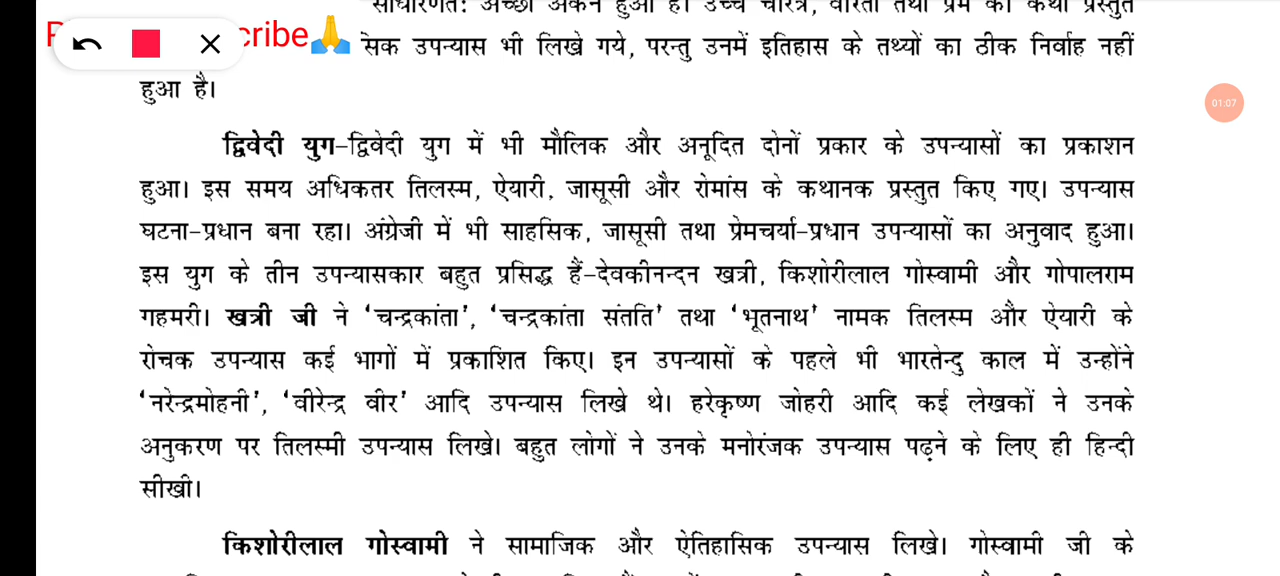 साधारणतः अच्छा अंकन हुआ है। उच्च चरित्र, वीरता तथा प्रेम की कथा प्रस्तुत
cribe🙏 सिक उपन्यास भी लिखे गये, परन्तु उनमें इतिहास के तथ्यों का ठीक निर्वाह नहीं
हुआ है।
01:07
द्विवेदी युग–द्विवेदी युग में भी मौलिक और अनूदित दोनों प्रकार के उपन्यासों का प्रकाशन
हुआ। इस समय अधिकतर तिलस्म, ऐयारी, जासूसी और रोमांस के कथानक प्रस्तुत किए गए। उपन्यास
घटना-प्रधान बना रहा। अंग्रेजी में भी साहसिक, जासूसी तथा प्रेमचर्या-प्रधान उपन्यासों का अनुवाद हुआ।
इस युग के तीन उपन्यासकार बहुत प्रसिद्ध हैं–देवकीनन्दन खत्री, किशोरीलाल गोस्वामी और गोपालराम
गहमरी। खत्री जी ने ‘चन्द्रकांता’, ‘चन्द्रकांता संतति’ तथा ‘भूतनाथ’ नामक तिलस्म और ऐयारी के
रोचक उपन्यास कई भागों में प्रकाशित किए। इन उपन्यासों के पहले भी भारतेन्दु काल में उन्होंने
‘नरेन्द्रमोहनी’, ‘वीरेन्द्र वीर’ आदि उपन्यास लिखे थे। हरेकृष्ण जोहरी आदि कई लेखकों ने उनके
अनुकरण पर तिलस्मी उपन्यास लिखे। बहुत लोगों ने उनके मनोरंजक उपन्यास पढ़ने के लिए ही हिन्दी
सीखी।
किशोरीलाल गोस्वामी ने सामाजिक और ऐतिहासिक उपन्यास लिखे। गोस्वामी जी के